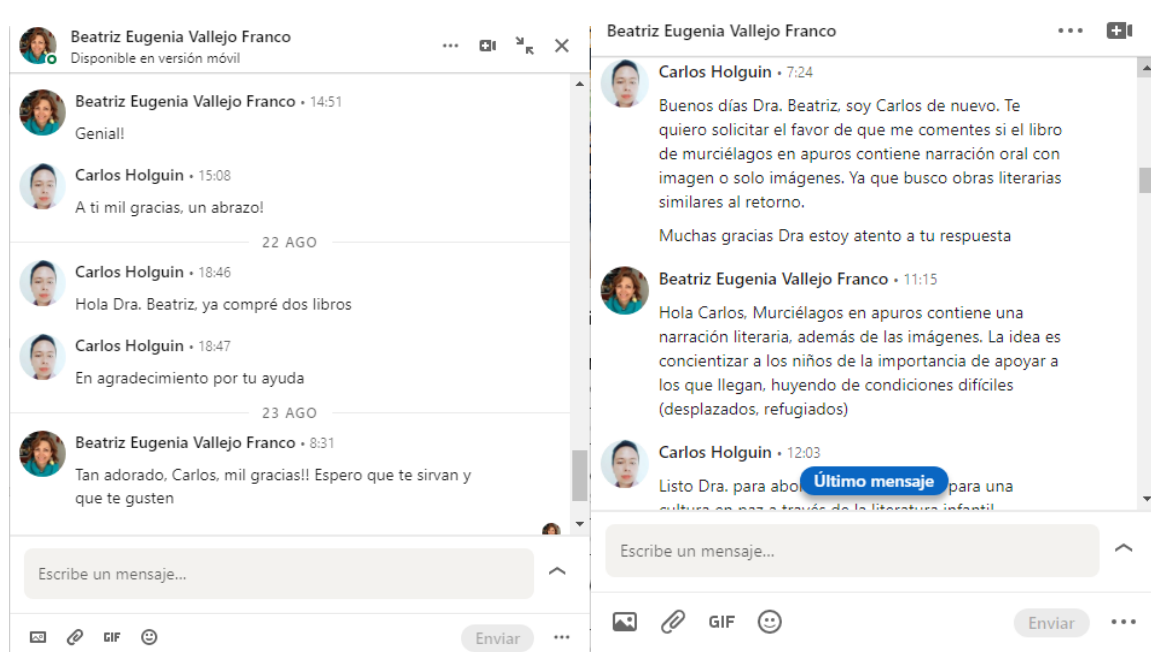 Beatriz Eugenia Vallejo Franco
Disponible en versión móvil
Beatriz Eugenia Vallejo Franco • 14:51
Genial!
Carlos Holguin • 15:08
A ti mil gracias, un abrazo!
22 AGO
Carlos Holguin • 18:46
Hola Dra. Beatriz, ya compré dos libros
Carlos Holguin • 18:47
En agradecimiento por tu ayuda
23 AGO
Beatriz Eugenia Vallejo Franco • 8:31
Tan adorado, Carlos, mil gracias!! Espero que te sirvan y
que te gusten
Escribe un mensaje...
GIF
Enviar
Beatriz Eugenia Vallejo Franco
Carlos Holguin • 7:24
Buenos días Dra. Beatriz, soy Carlos de nuevo. Te
quiero solicitar el favor de que me comentes si el libro
de murciélagos en apuros contiene narración oral con
imagen o solo imágenes. Ya que busco obras literarias
similares al retorno.
Muchas gracias Dra estoy atento a tu respuesta
Beatriz Eugenia Vallejo Franco • 11:15
Hola Carlos, Murciélagos en apuros contiene una
narración literaria, además de las imágenes. La idea es
concientizar a los niños de la importancia de apoyar a
los que llegan, huyendo de condiciones difíciles
(desplazados, refugiados)
Carlos Holguin • 12:03
Listo Dra. para para una
Último mensaje
cultura en paz a través de la literatura infantil
Escribe un mensaje...
GIF
Enviar